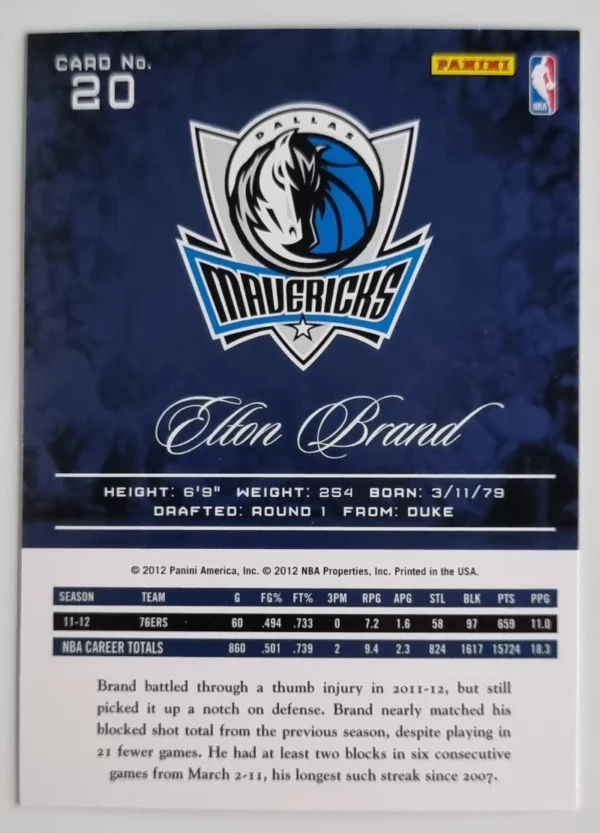 CARD No.
20
PANINI
NBA
DALLAS
MAVERICKS
Elton Brand
HEIGHT: 6'9" WEIGHT: 254 BORN: 3/11/79
DRAFTED: ROUND 1 FROM: DUKE
© 2012 Panini America, Inc. © 2012 NBA Properties, Inc. Printed in the USA.
SEASON TEAM G FG% FT% 3PM RPG APG STL BLK PTS PPG
11-12 76ERS 60 .494 .733 0 7.2 1.6 58 97 659 11.0
NBA CAREER TOTALS 860 .501 .739 2 9.4 2.3 824 1617 15724 18.3
Brand battled through a thumb injury in 2011-12, but still
picked it up a notch on defense. Brand nearly matched his
blocked shot total from the previous season, despite playing in
21 fewer games. He had at least two blocks in six consecutive
games from March 2-11, his longest such streak since 2007.